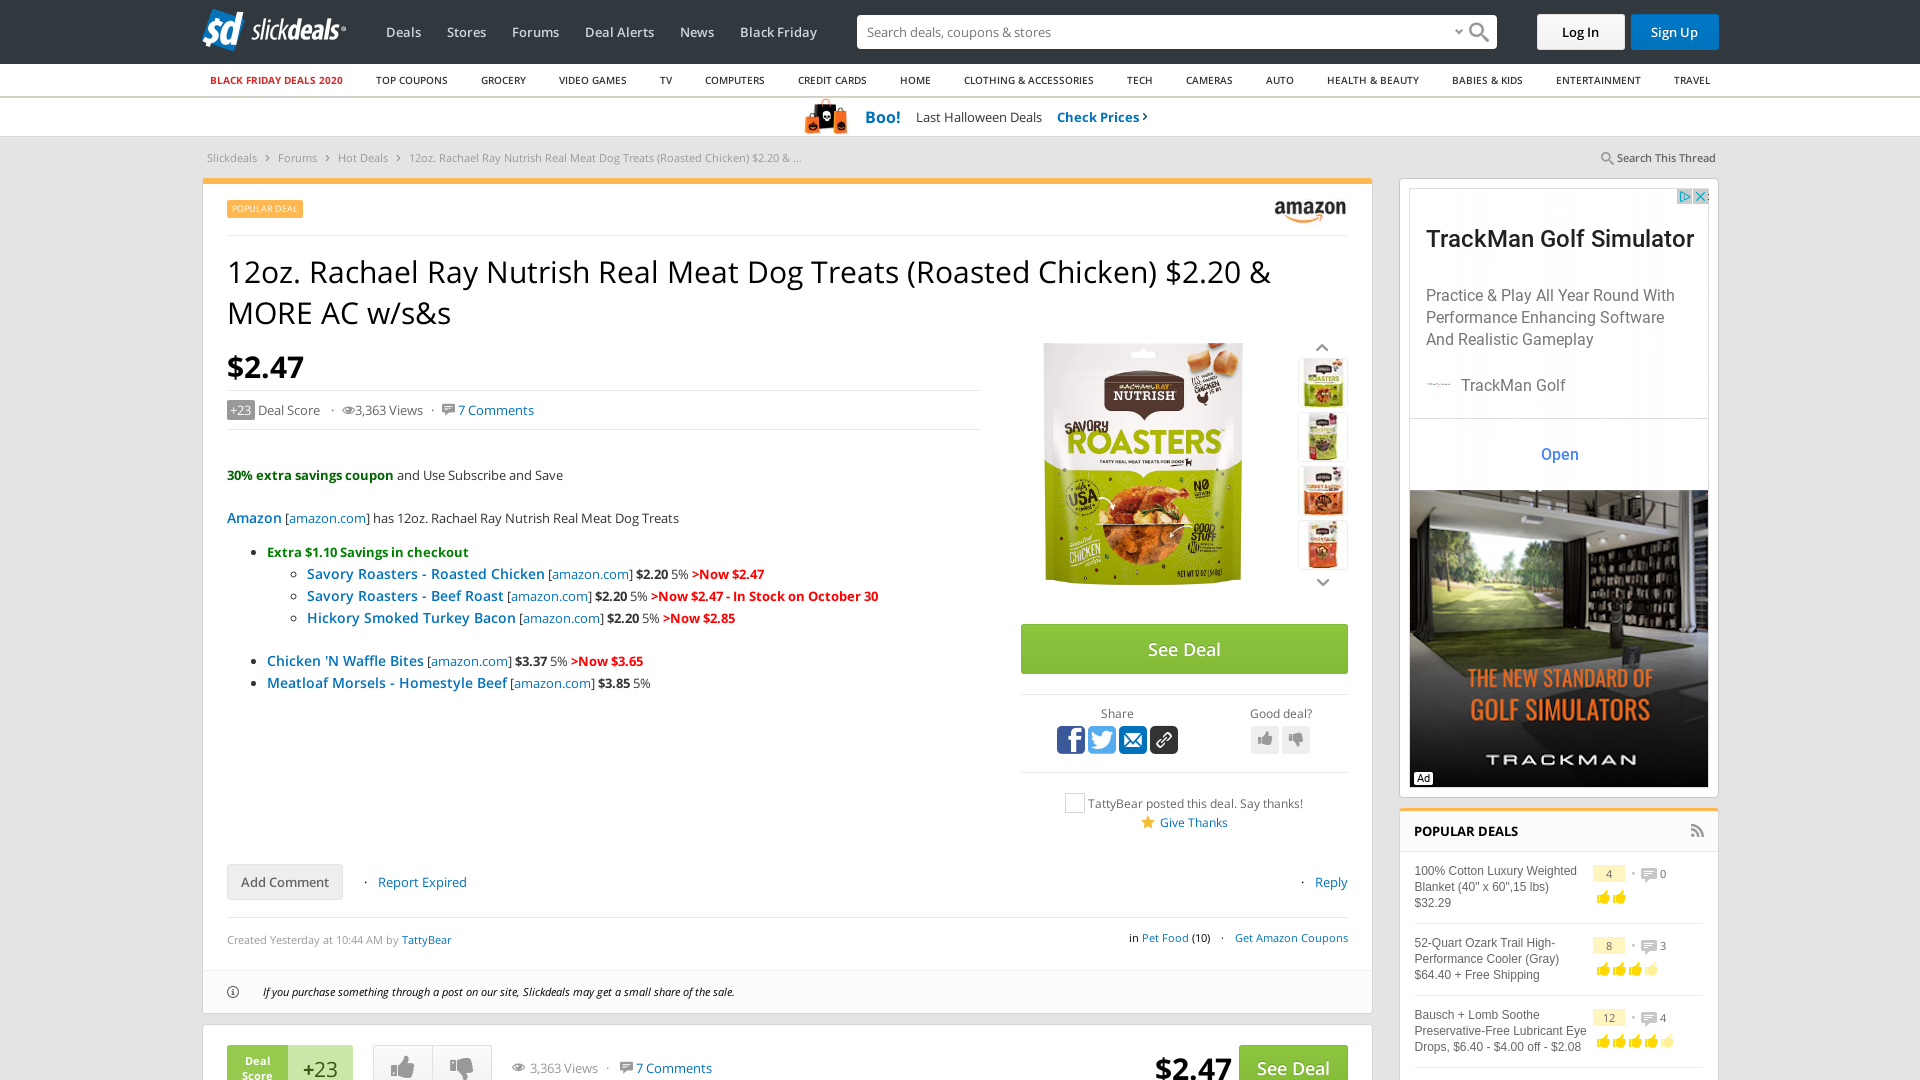 sd slickdeals
Deals Stores Forums Deal Alerts News Black Friday
Search deals, coupons & stores
Log In
Sign Up
BLACK FRIDAY DEALS 2020 TOP COUPONS GROCERY VIDEO GAMES TV COMPUTERS CREDIT CARDS HOME CLOTHING & ACCESSORIES TECH CAMERAS AUTO HEALTH & BEAUTY BABIES & KIDS ENTERTAINMENT TRAVEL
Boo! Last Halloween Deals Check Prices
Slickdeals › Forums › Hot Deals › 12oz. Rachael Ray Nutrish Real Meat Dog Treats (Roasted Chicken) $2.20 & ...
Search This Thread
POPULAR DEAL
amazon
12oz. Rachael Ray Nutrish Real Meat Dog Treats (Roasted Chicken) $2.20 &
MORE AC w/s&s
$2.47
+23 Deal Score · 3,363 Views · 7 Comments
30% extra savings coupon and Use Subscribe and Save
Amazon [amazon.com] has 12oz. Rachael Ray Nutrish Real Meat Dog Treats
Extra $1.10 Savings in checkout
Savory Roasters - Roasted Chicken [amazon.com] $2.20 5% >Now $2.47
Savory Roasters - Beef Roast [amazon.com] $2.20 5% >Now $2.47 - In Stock on October 30
Hickory Smoked Turkey Bacon [amazon.com] $2.20 5% >Now $2.85
Chicken 'N Waffle Bites [amazon.com] $3.37 5% >Now $3.65
Meatloaf Morsels - Homestyle Beef [amazon.com] $3.85 5%
RACHAEL RAY
NUTRISH
SAVORY
ROASTERS
TASTY REAL MEAT TREATS FOR DOGS
USA
NO
GRAIN
GOOD
STUFF
CHICKEN
NET WT 12 OZ (340g)
See Deal
Share
Good deal?
TattyBear posted this deal. Say thanks!
Give Thanks
Add Comment · Report Expired
· Reply
Created Yesterday at 10:44 AM by TattyBear
in Pet Food (10) · Get Amazon Coupons
If you purchase something through a post on our site, Slickdeals may get a small share of the sale.
Deal
Score
+23
3,363 Views · 7 Comments
$2.47
See Deal
TrackMan Golf Simulator
Practice & Play All Year Round With
Performance Enhancing Software
And Realistic Gameplay
TrackMan Golf
Open
THE NEW STANDARD OF
GOLF SIMULATORS
TRACKMAN
Ad
POPULAR DEALS
100% Cotton Luxury Weighted
Blanket (40" x 60",15 lbs)
$32.29
4 • 0
52-Quart Ozark Trail High-
Performance Cooler (Gray)
$64.40 + Free Shipping
8 • 3
Bausch + Lomb Soothe
Preservative-Free Lubricant Eye
Drops, $6.40 - $4.00 off - $2.08
12 • 4